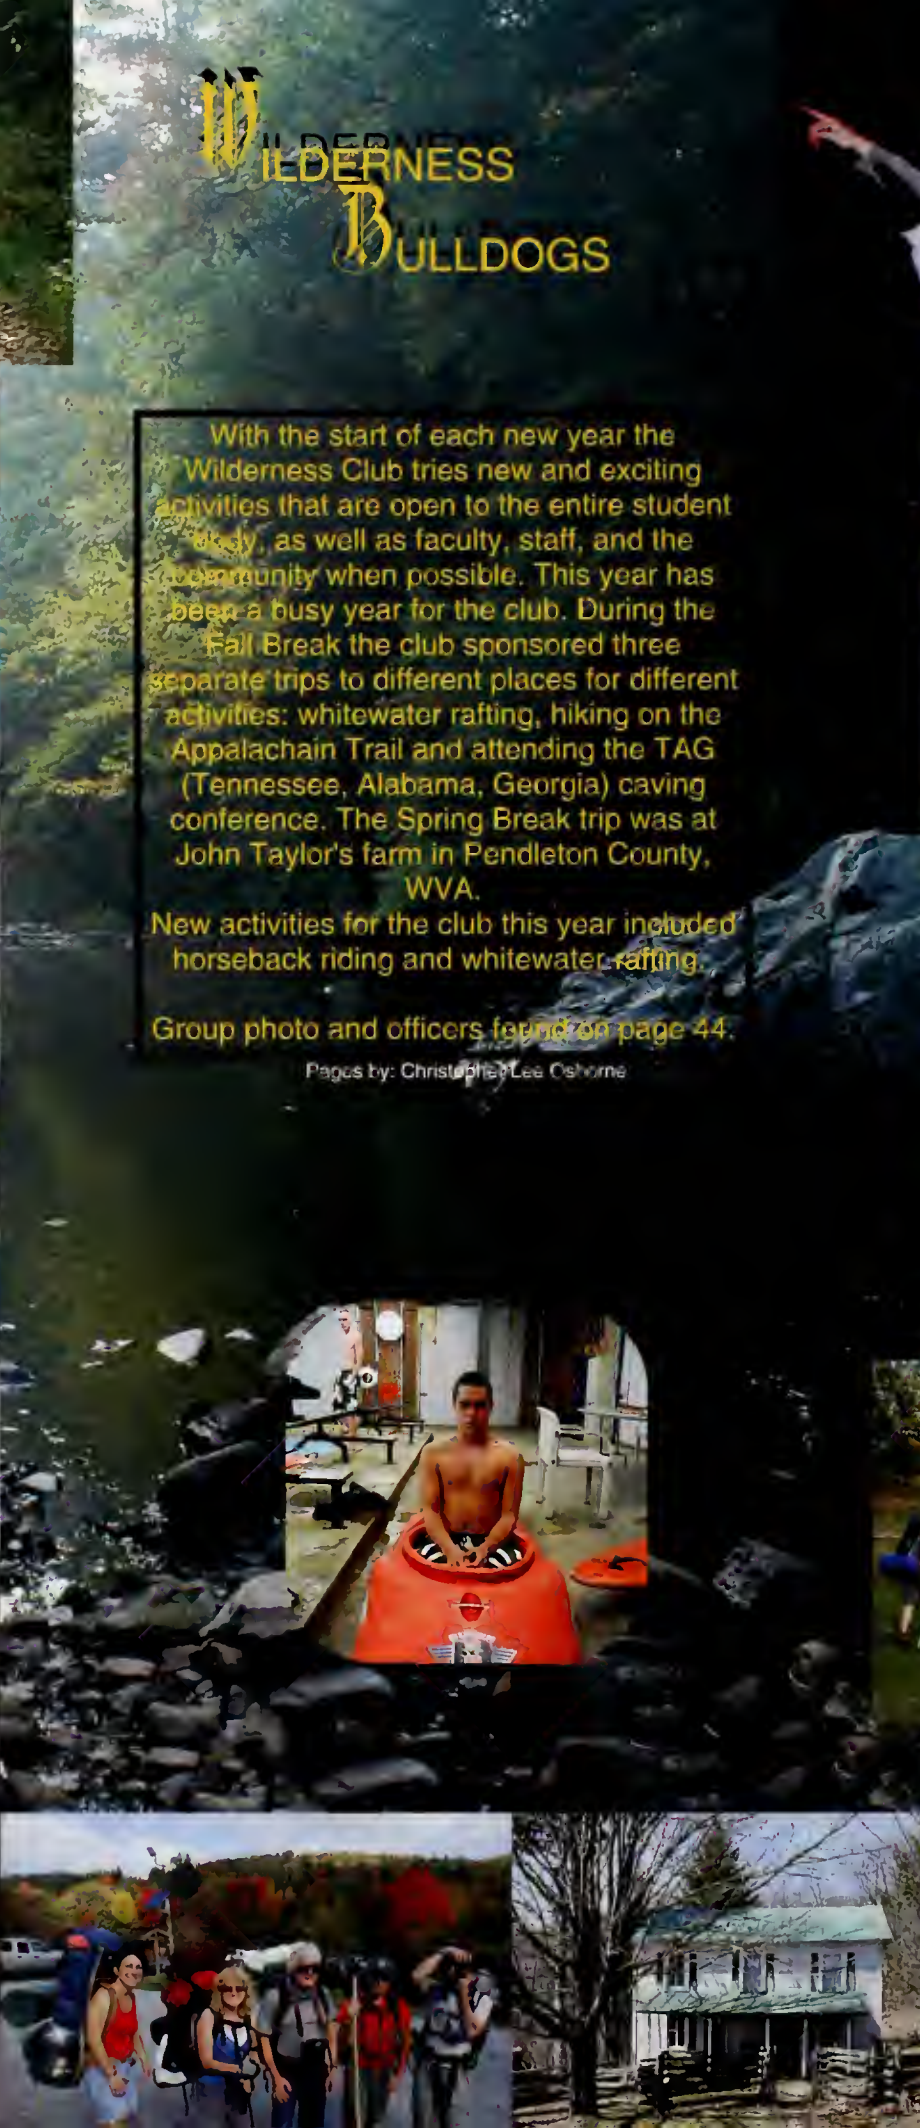 WILDERNESS
BULLDOGS
With the start of each new year the
Wilderness Club tries new and exciting
activities that are open to the entire student
body, as well as faculty, staff, and the
community when possible. This year has
been a busy year for the club. During the
Fall Break the club sponsored three
separate trips to different places for different
activities: whitewater rafting, hiking on the
Appalachain Trail and attending the TAG
(Tennessee, Alabama, Georgia) caving
conference. The Spring Break trip was at
John Taylor's farm in Pendleton County,
WVA.
New activities for the club this year included
horseback riding and whitewater rafting.
Group photo and officers found on page 44.
Pages by: Christopher Lee Osborne